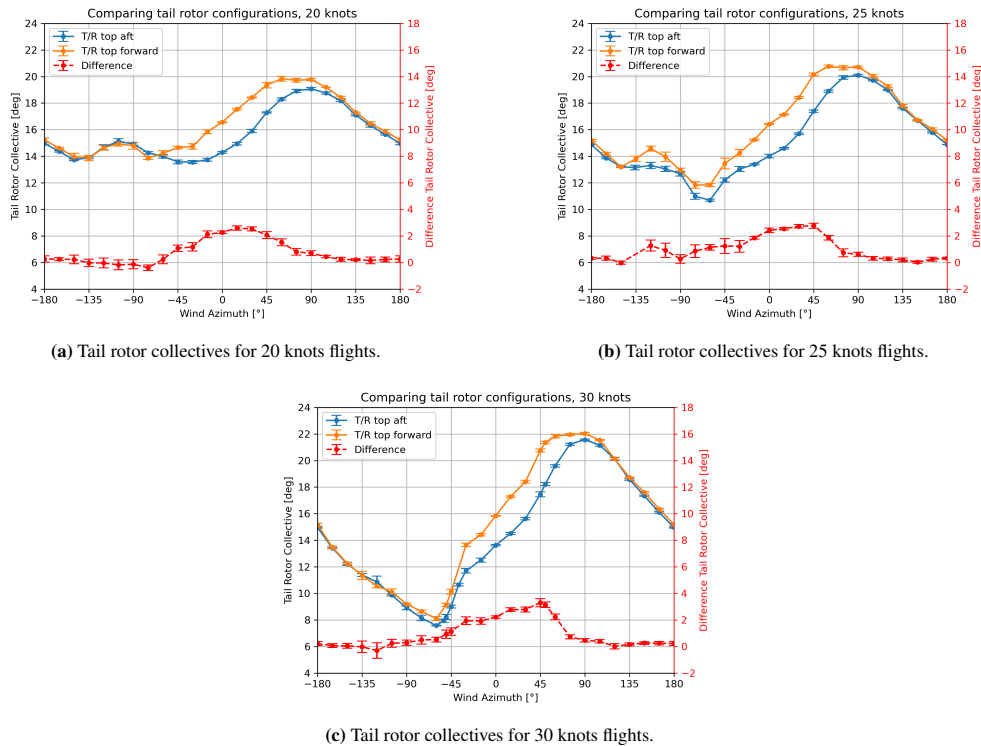 Comparing tail rotor configurations, 20 knots
T/R top aft
T/R top forward
Difference
Tail Rotor Collective [deg]
24
22
20
18
16
14
12
10
8
6
4
Difference Tail Rotor Collective [deg]
18
16
14
12
10
8
6
4
2
0
−2
−180 −135 −90 −45 0 45 90 135 180
Wind Azimuth [°]
(a) Tail rotor collectives for 20 knots flights.
Comparing tail rotor configurations, 25 knots
T/R top aft
T/R top forward
Difference
Tail Rotor Collective [deg]
24
22
20
18
16
14
12
10
8
6
4
Difference Tail Rotor Collective [deg]
18
16
14
12
10
8
6
4
2
0
−2
−180 −135 −90 −45 0 45 90 135 180
Wind Azimuth [°]
(b) Tail rotor collectives for 25 knots flights.
Comparing tail rotor configurations, 30 knots
T/R top aft
T/R top forward
Difference
Tail Rotor Collective [deg]
24
22
20
18
16
14
12
10
8
6
4
Difference Tail Rotor Collective [deg]
18
16
14
12
10
8
6
4
2
0
−2
−180 −135 −90 −45 0 45 90 135 180
Wind Azimuth [°]
(c) Tail rotor collectives for 30 knots flights.